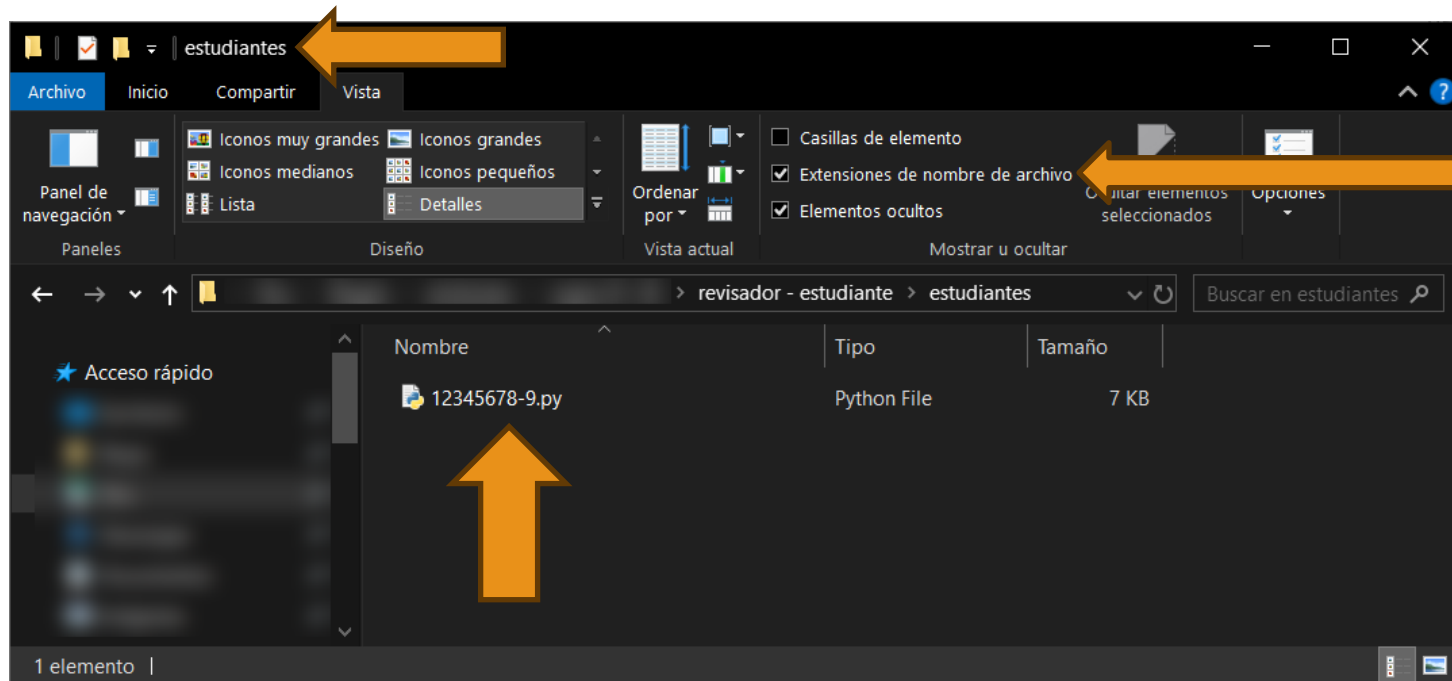 estudiantes
Archivo Inicio Compartir Vista
Iconos muy grandes Iconos grandes
Iconos medianos Iconos pequeños
Lista Detalles
Panel de navegación
Ordenar por
Casillas de elemento
Extensiones de nombre de archivo
Elementos ocultos
Ocultar elementos
seleccionados
Opciones
Paneles Diseño Vista actual Mostrar u ocultar
revisador - estudiante > estudiantes
Buscar en estudiantes
Acceso rápido
Nombre Tipo Tamaño
12345678-9.py Python File 7 KB
1 elemento